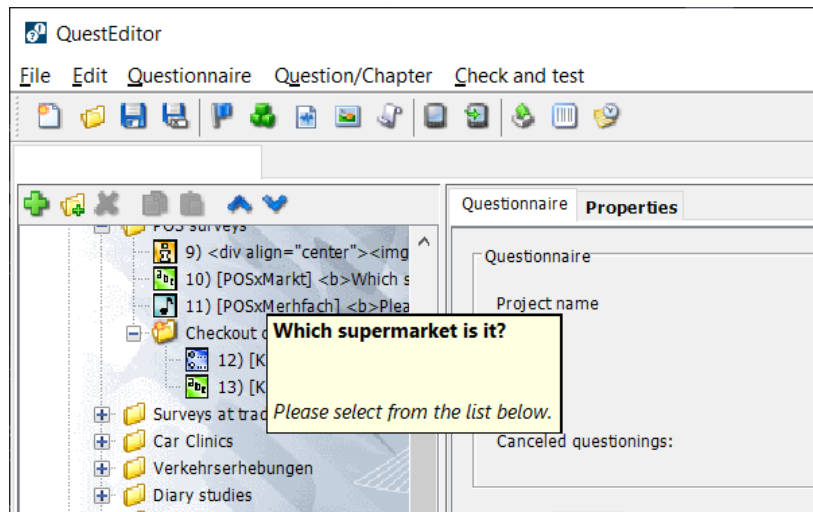 QuestEditor
File Edit Questionnaire Question/Chapter Check and test
Questionnaire Properties
POS surveys
9) <div align="center"><img
10) [POSxMarkt] <b>Which s
11) [POSxMerhfach] <b>Plea
Checkout
12) [K
13) [K
Surveys at trad
Car Clinics
Verkehrserhebungen
Diary studies
Which supermarket is it?
Please select from the list below.
Questionnaire
Project name
Canceled questionings: